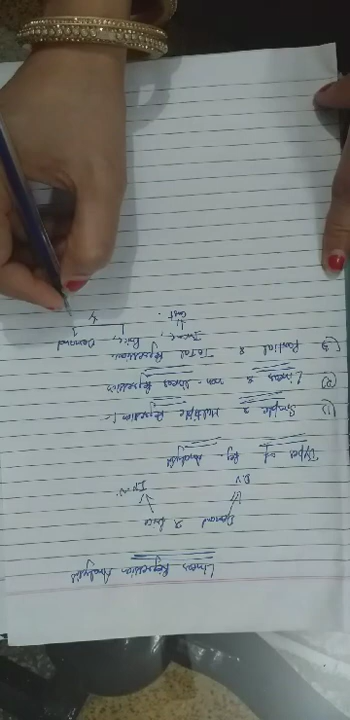 Linear Regression Analysis
Demand & Price
D.V. In.V.
Types of Reg. Analysis
(1) Simple & Multiple Regression :-
(2) Linear & non linear Regression
(3) Partial & Total Regression.
Price, Demand
Cost.